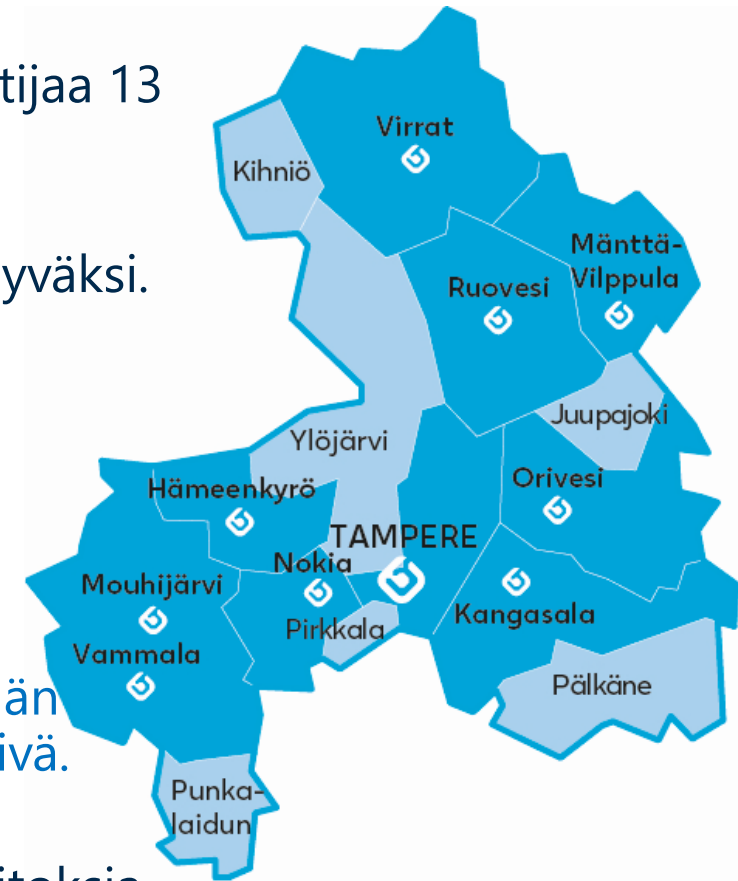 tijaa 13
yväksi.
än
ivä.
itoksia
Virrat
Kihniö
Mänttä-
Vilppula
Ruovesi
Juupajoki
Ylöjärvi
Orivesi
Hämeenkyrö
TAMPERE
Nokia
Mouhijärvi
Kangasala
Pirkkala
Vammala
Pälkäne
Punka-
laidun